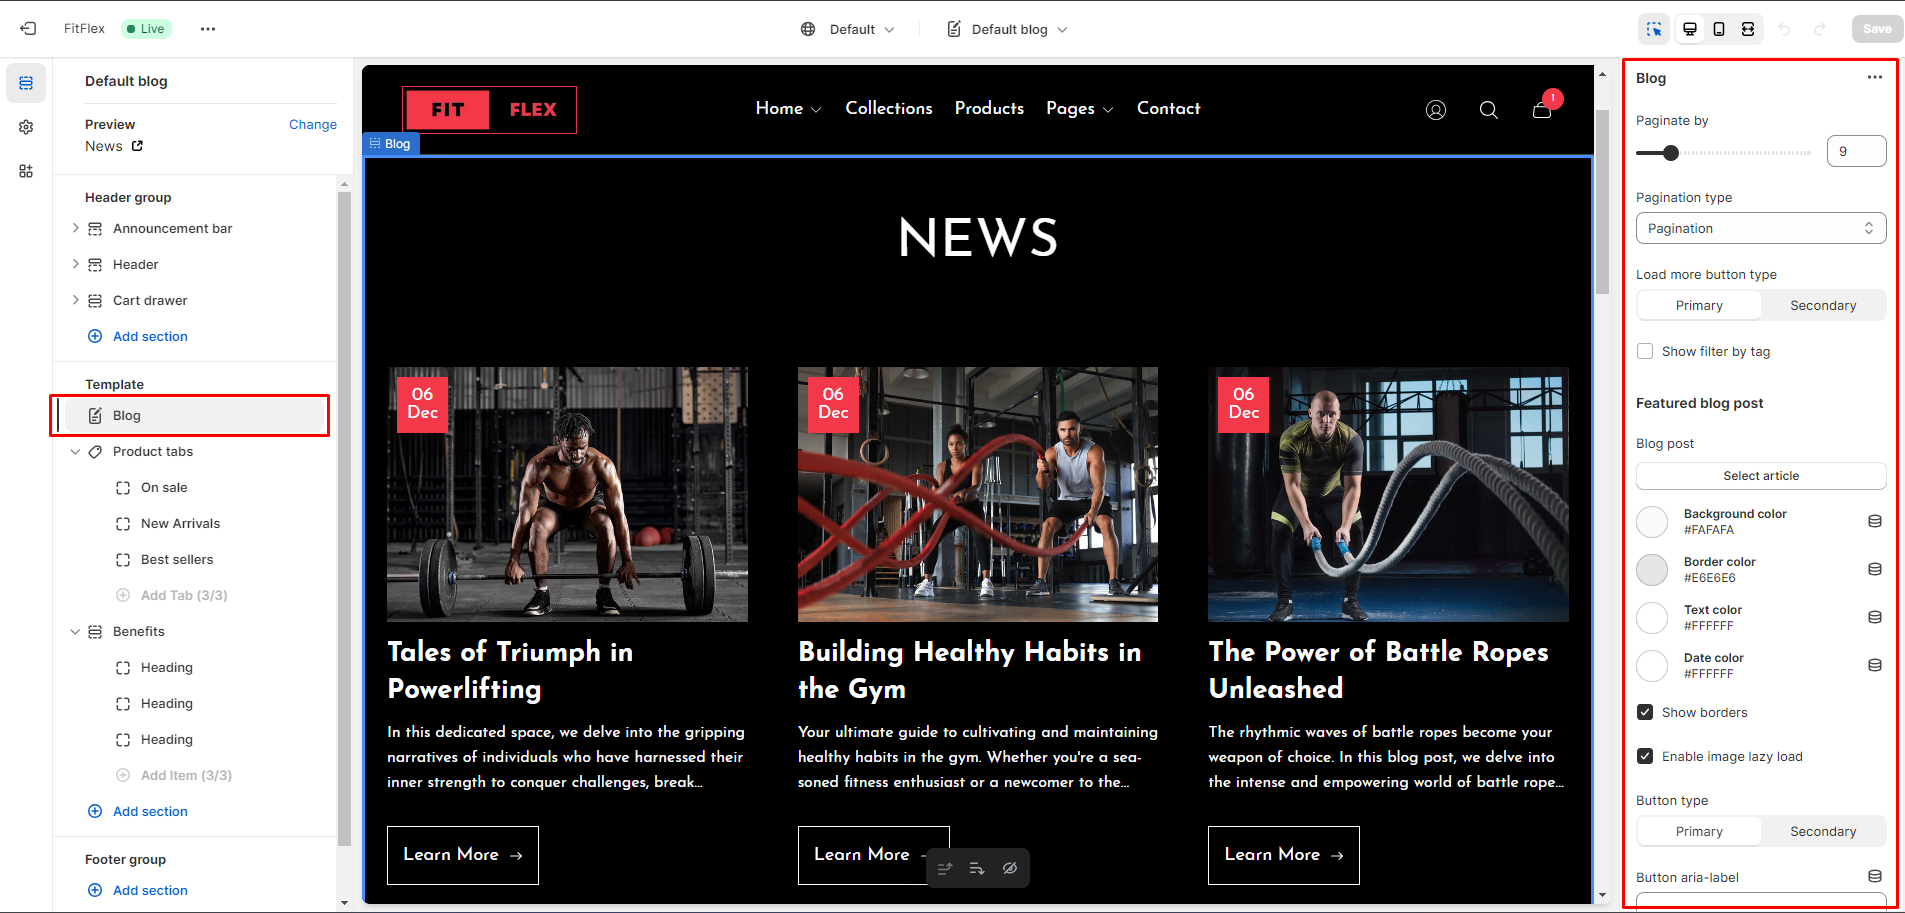 FitFlex
Live
Default
Default blog
Save
Default blog
Preview
Change
News
Header group
Announcement bar
Header
Cart drawer
Add section
Template
Blog
Product tabs
On sale
New Arrivals
Best sellers
Add Tab (3/3)
Benefits
Heading
Heading
Heading
Add Item (3/3)
Add section
Footer group
Add section
FIT FLEX
Home
Collections
Products
Pages
Contact
1
Blog
NEWS
06
Dec
Tales of Triumph in
Powerlifting
In this dedicated space, we delve into the gripping
narratives of individuals who have harnessed their
inner strength to conquer challenges, break...
Learn More →
06
Dec
Building Healthy Habits in
the Gym
Your ultimate guide to cultivating and maintaining
healthy habits in the gym. Whether you're a sea-
soned fitness enthusiast or a newcomer to the...
Learn More
06
Dec
The Power of Battle Ropes
Unleashed
The rhythmic waves of battle ropes become your
weapon of choice. In this blog post, we delve into
the intense and empowering world of battle rope...
Learn More →
Blog
Paginate by
9
Pagination type
Pagination
Load more button type
Primary
Secondary
Show filter by tag
Featured blog post
Blog post
Select article
Background color
#FAFAFA
Border color
#E6E6E6
Text color
#FFFFFF
Date color
#FFFFFF
Show borders
Enable image lazy load
Button type
Primary
Secondary
Button aria-label